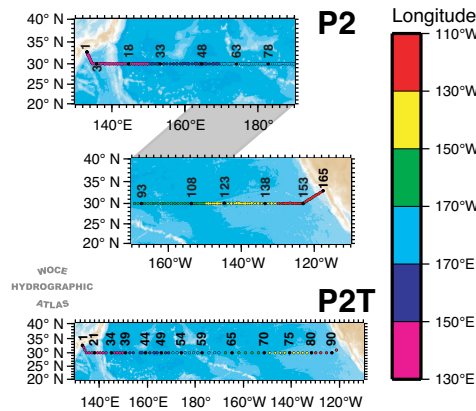 P2
Longitude
40° N
35° N
30° N
25° N
20° N
1
3
18
33
48
63
78
140°E
160°E
180°
40° N
35° N
30° N
25° N
20° N
93
108
123
138
153
165
160°W
140°W
120°W
WOCE
HYDROGRAPHIC
ATLAS
P2T
40° N
35° N
30° N
25° N
20° N
1
21
34
39
44
49
54
59
65
70
75
80
90
140°E
160°E
180°
160°W
140°W
120°W
110°W
130°W
150°W
170°W
170°E
150°E
130°E